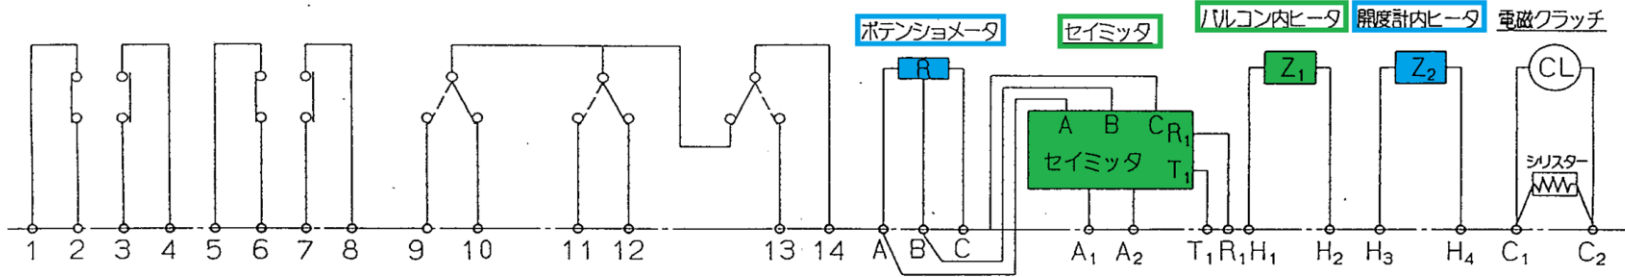 ポテンショメータ
セイミッタ
バルコン内ヒータ
開度計内ヒータ
電磁クラッチ
R
Z₁
Z₂
CL
A B C R₁
セイミッタ T₁
シリスター
1 2 3 4 5 6 7 8 9 10 11 12 13 14 A B C A₁ A₂ T₁ R₁ H₁ H₂ H₃ H₄ C₁ C₂